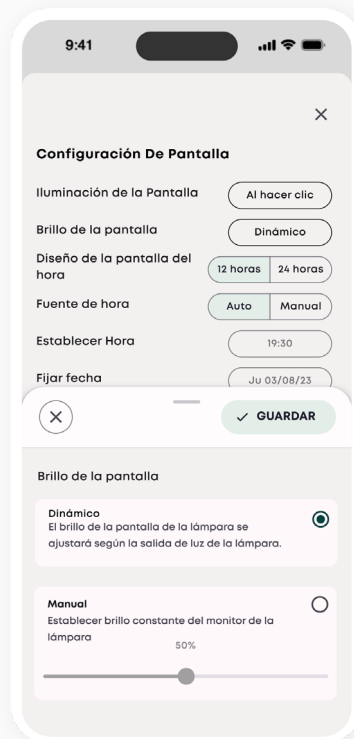 9:41
Configuración De Pantalla
Iluminación de la Pantalla
Al hacer clic
Brillo de la pantalla
Dinámico
Diseño de la pantalla del
hora
12 horas 24 horas
Fuente de hora
Auto Manual
Establecer Hora
19:30
Fijar fecha
Ju 03/08/23
GUARDAR
Brillo de la pantalla
Dinámico
El brillo de la pantalla de la lámpara se
ajustará según la salida de luz de la lámpara.
Manual
Establecer brillo constante del monitor de la
lámpara
50%